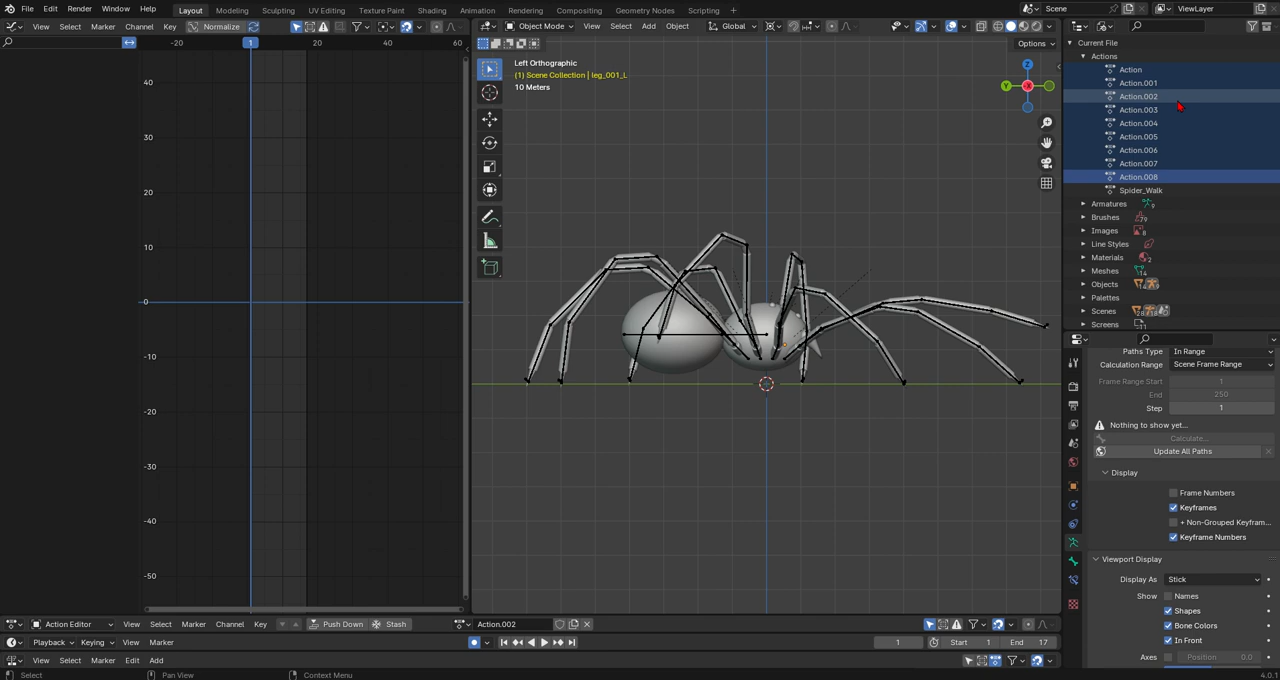 File Edit Render Window Help Layout Modeling Sculpting UV Editing Texture Paint Shading Animation Rendering Compositing Geometry Nodes Scripting + Scene ViewLayer
View Select Marker Channel Key Normalize Object Mode View Select Add Object Global
-20 1 20 40 60 Options
Left Orthographic
(1) Scene Collection | leg_001_L
10 Meters
Z
Y
40
30
20
10
0
-10
-20
-30
-40
-50
Current File
Actions
Action
Action.001
Action.002
Action.003
Action.004
Action.005
Action.006
Action.007
Action.008
Spider_Walk
Armatures 9
Brushes 79
Images 8
Line Styles
Materials 2
Meshes 14
Objects
Palettes
Scenes
Screens 11
Paths Type In Range
Calculation Range Scene Frame Range
Frame Range Start 1
End 250
Step 1
Nothing to show yet...
Calculate...
Update All Paths
Display
Frame Numbers
Keyframes
+ Non-Grouped Keyfram...
Keyframe Numbers
Viewport Display
Display As Stick
Show Names
Shapes
Bone Colors
In Front
Axes Position 0.0
Action Editor View Select Marker Channel Key Push Down Stash Action.002
Playback Keying View Marker 1 Start 1 End 17
View Select Marker Edit Add
Select Pan View Context Menu 4.0.1